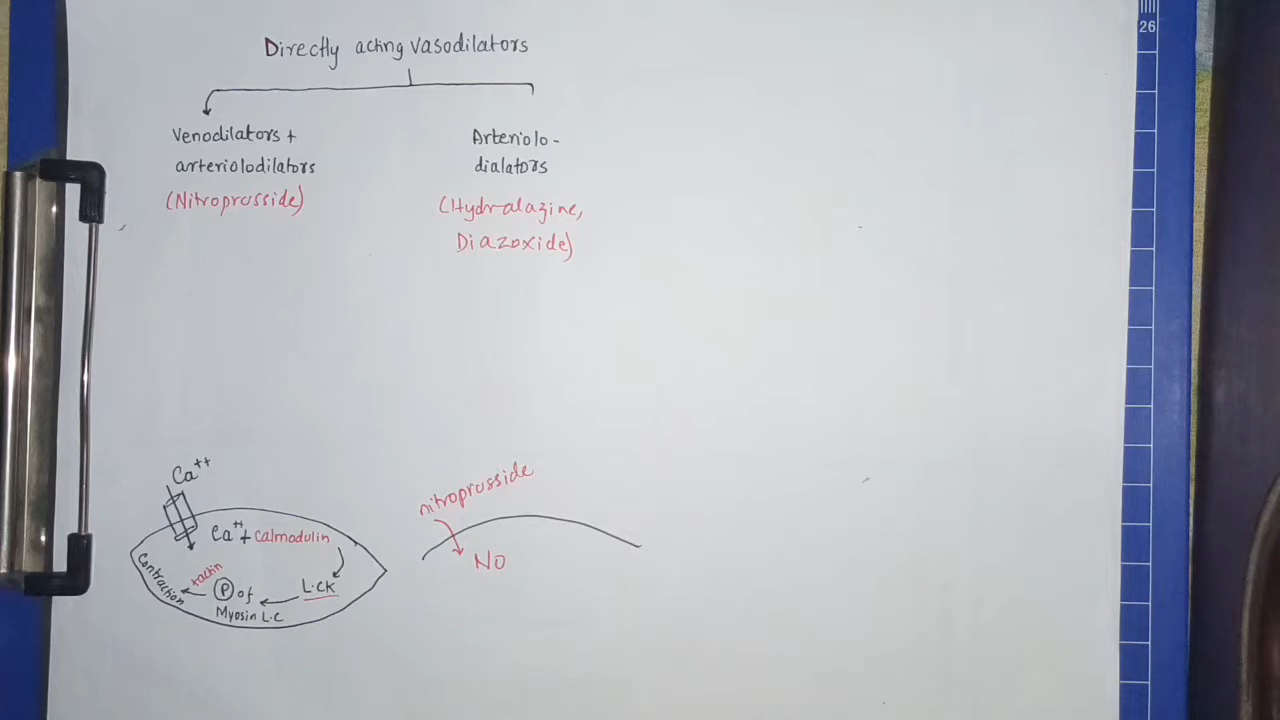 Directly acting vasodilators
Venodilators +
arteriolodilators
(Nitroprusside)
Arteriolo-
dialators
(Hydralazine,
Diazoxide)
Ca++
Ca++ + calmodulin
L.CK
P of
Myosin L.C
+actin
Contraction
nitroprusside
NO
26